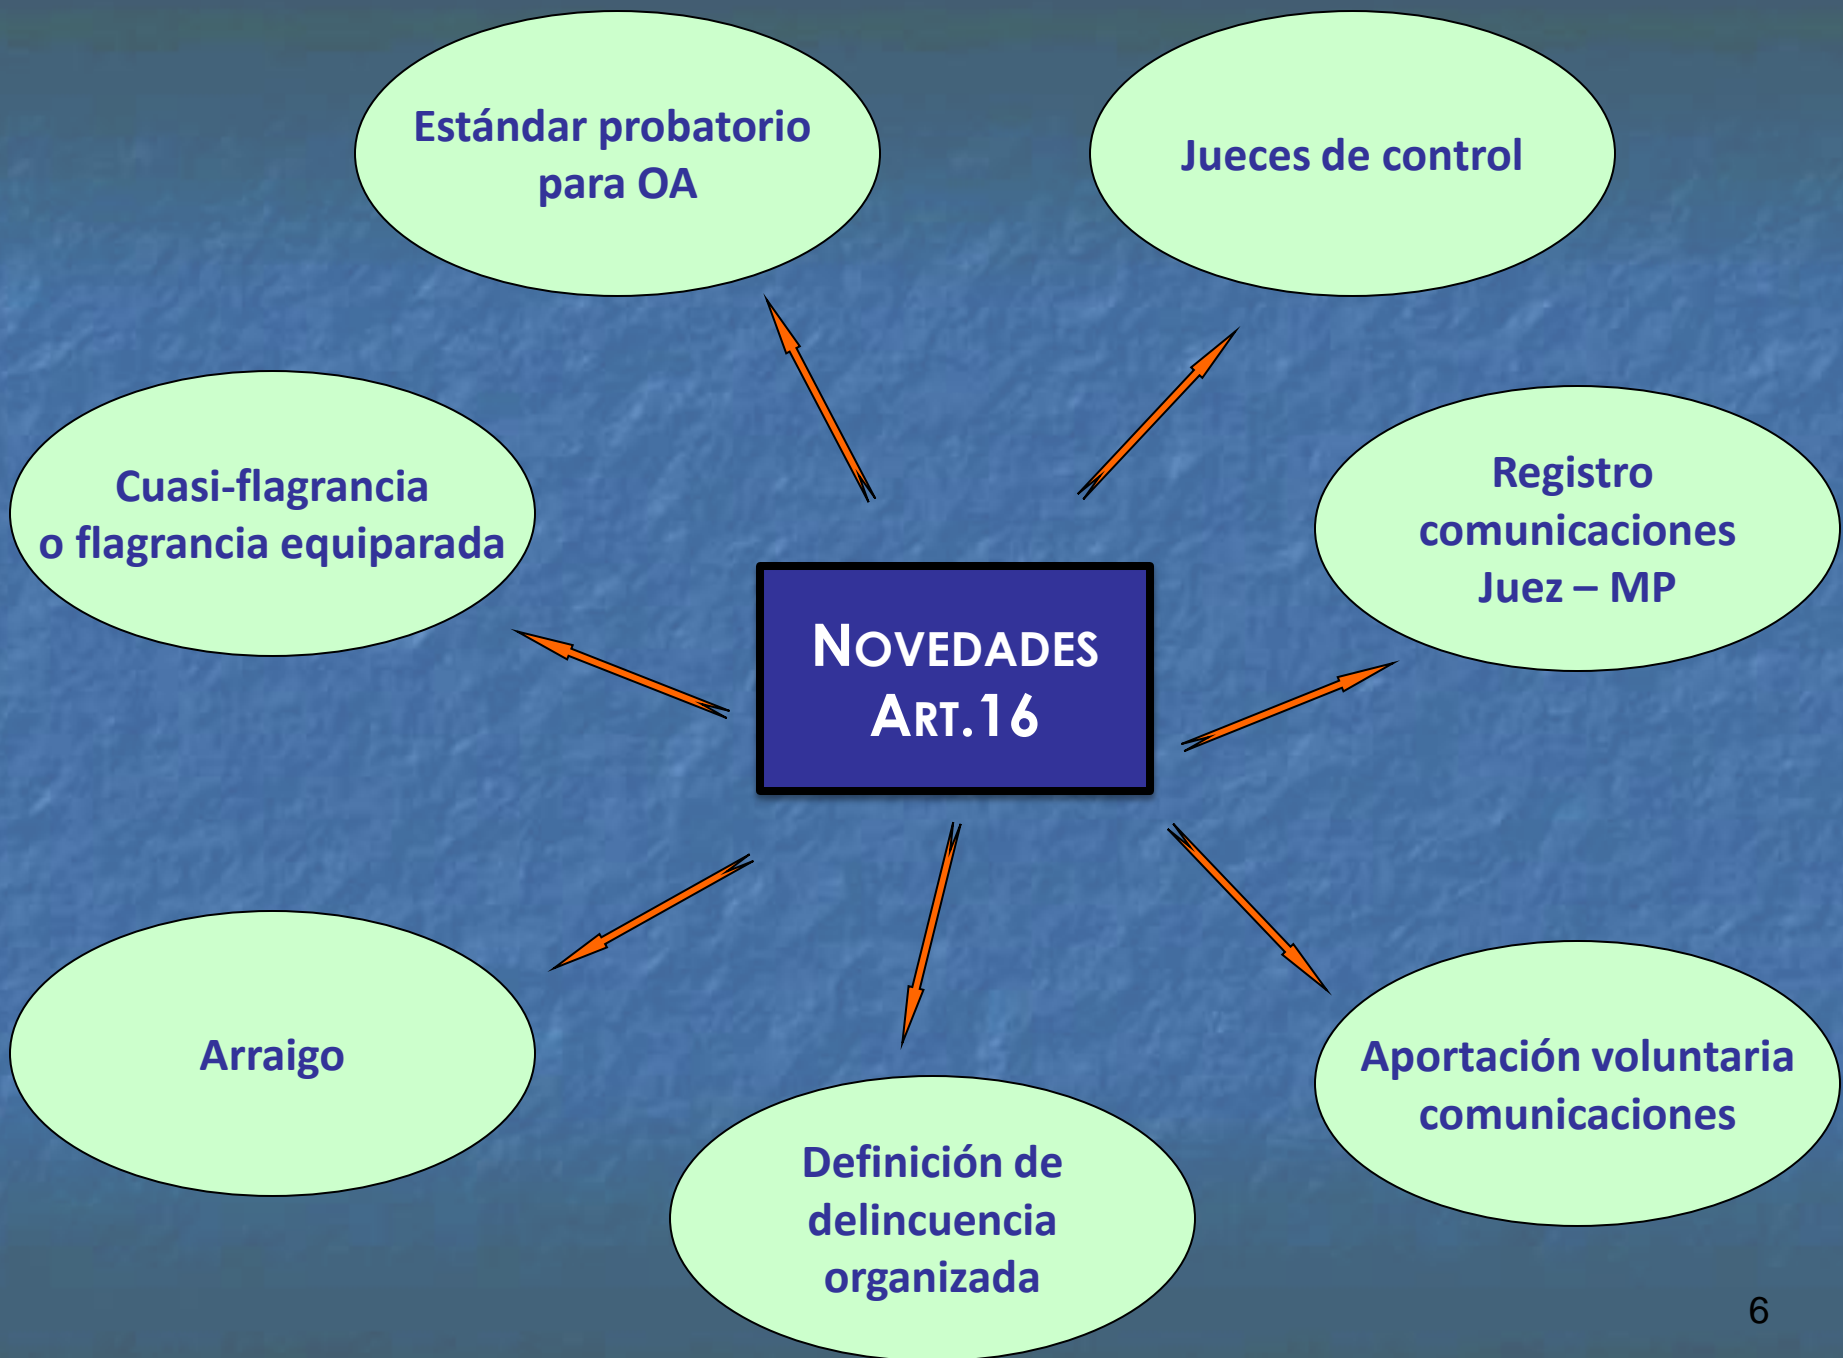 Estándar probatorio
para OA
Jueces de control
Cuasi-flagrancia
o flagrancia equiparada
Registro
comunicaciones
Juez – MP
NOVEDADES
ART.16
Arraigo
Aportación voluntaria
comunicaciones
Definición de
delincuencia
organizada
6